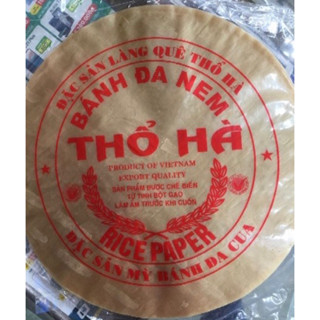 ĐẶC SẢN LÀNG QUÊ THỔ HÀ
BÁNH ĐA NEM
THỔ HÀ
PRODUCT OF VIETNAM
EXPORT QUALITY
SẢN PHẨM ĐƯỢC CHẾ BIẾN
TỪ TINH BỘT GẠO
LÀM ẨM TRƯỚC KHI CUỐN
RICE PAPER
ĐẶC SẢN MỲ BÁNH ĐA CUA